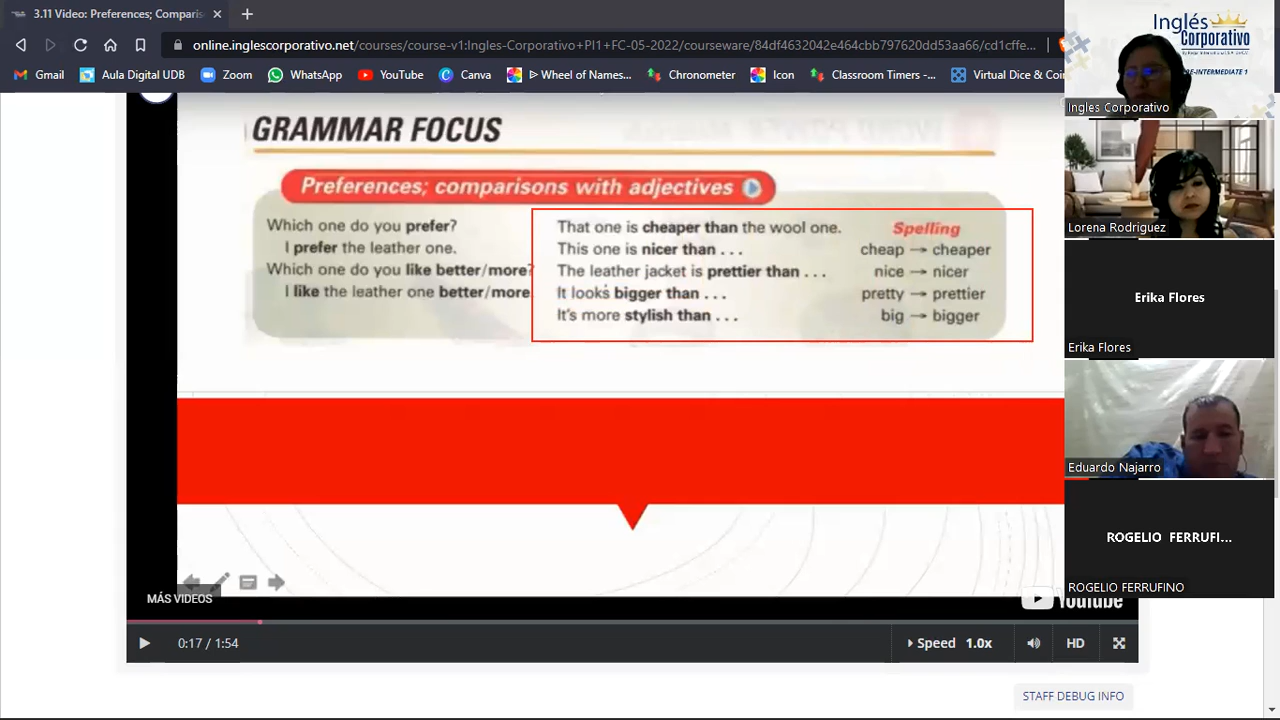 3.11 Video: Preferences; Comparis
online.inglescorporativo.net/courses/course-v1:Ingles-Corporativo+PI1+FC-05-2022/courseware/84df4632042e464cbb797620dd53aa66/cd1cffe...
Gmail
Aula Digital UDB
Zoom
WhatsApp
YouTube
Canva
Wheel of Names...
Chronometer
Icon
Classroom Timers -...
Virtual Dice & Coi
GRAMMAR FOCUS
Preferences; comparisons with adjectives
Which one do you prefer?
I prefer the leather one.
Which one do you like better/more?
I like the leather one better/more
That one is cheaper than the wool one.
This one is nicer than ...
The leather jacket is prettier than ...
It looks bigger than ...
It's more stylish than ...
Spelling
cheap → cheaper
nice → nicer
pretty → prettier
big → bigger
MÁS VIDEOS
YouTube
0:17 / 1:54
Speed 1.0x
HD
STAFF DEBUG INFO
Inglés
Corporativo
E-INTERMEDIATE 1
Ingles Corporativo
Lorena Rodriguez
Erika Flores
Erika Flores
Eduardo Najarro
ROGELIO FERRUFI...
ROGELIO FERRUFINO